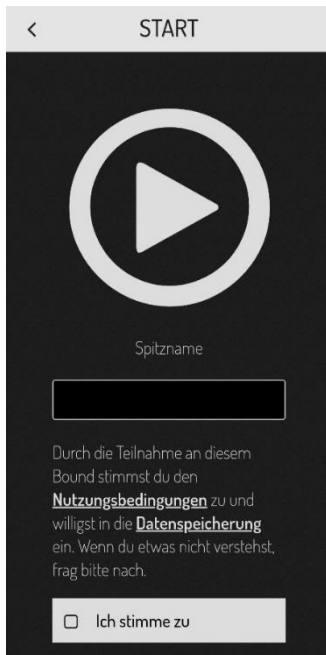 START
Spitzname
Durch die Teilnahme an diesem
Bound stimmst du den
Nutzungsbedingungen zu und
willigst in die Datenspeicherung
ein. Wenn du etwas nicht verstehst,
frag bitte nach.
Ich stimme zu